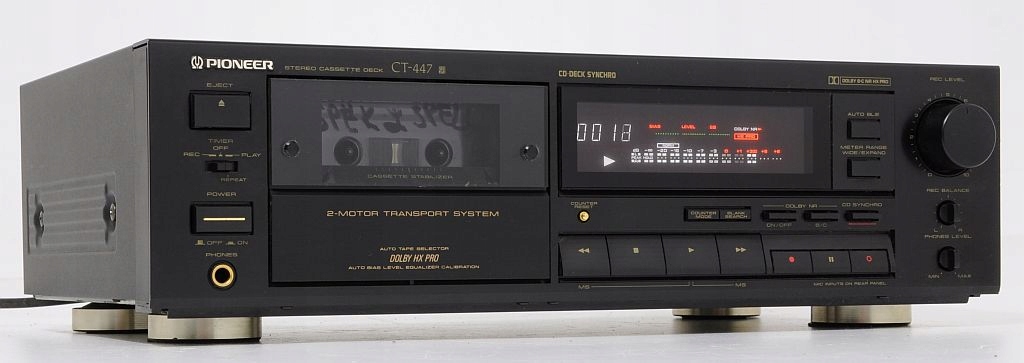 PIONEER STEREO CASSETTE DECK CT-447
EJECT
TIMER
OFF
REC PLAY
REPEAT
POWER
OFF ON
PHONES
CASSETTE STABILIZER
2-MOTOR TRANSPORT SYSTEM
AUTO TAPE SELECTOR
DOLBY HX PRO
AUTO BIAS LEVEL EQUALIZER CALIBRATION
CD·DECK SYNCHRO
DOLBY B·C NR HX PRO
BIAS LEVEL EQ DOLBY NR
HX PRO
AUTO BLE
METER RANGE
WIDE/EXPAND
COUNTER
RESET
COUNTER
MODE
BLANK
SEARCH
DOLBY NR
ON/OFF B/C
CD SYNCHRO
MS MS
MIC INPUTS ON REAR PANEL
REC LEVEL
REC BALANCE
L R
PHONES LEVEL
MIN MAX